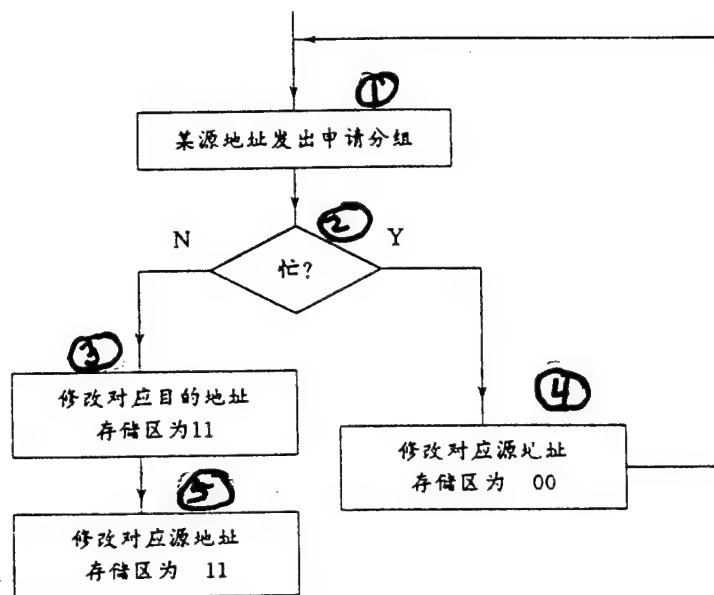 ①
某源地址发出申请分组
②
N
Y
忙?
③
修改对应目的地址
存储区为11
④
修改对应源地址
存储区为 00
⑤
修改对应源地址
存储区为 11